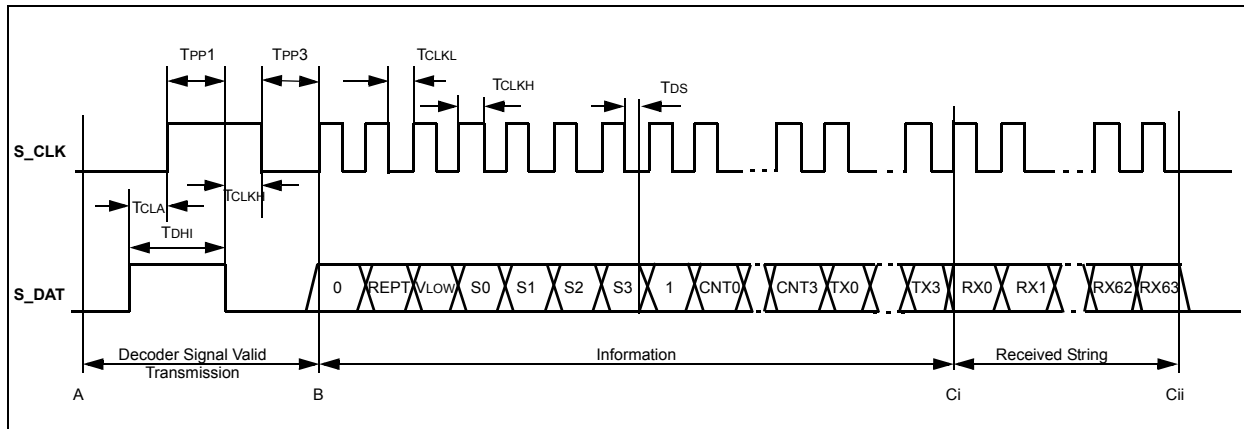 TPP1 TPP3 TCLKL
TCLKH TDS
S_CLK
TCLKH
TCLA
TDHI
S_DAT 0 REPT VLOW S0 S1 S2 S3 1 CNT0 CNT3 TX0 TX3 RX0 RX1 RX62 RX63
Decoder Signal Valid Information Received String
Transmission
A B Ci Cii